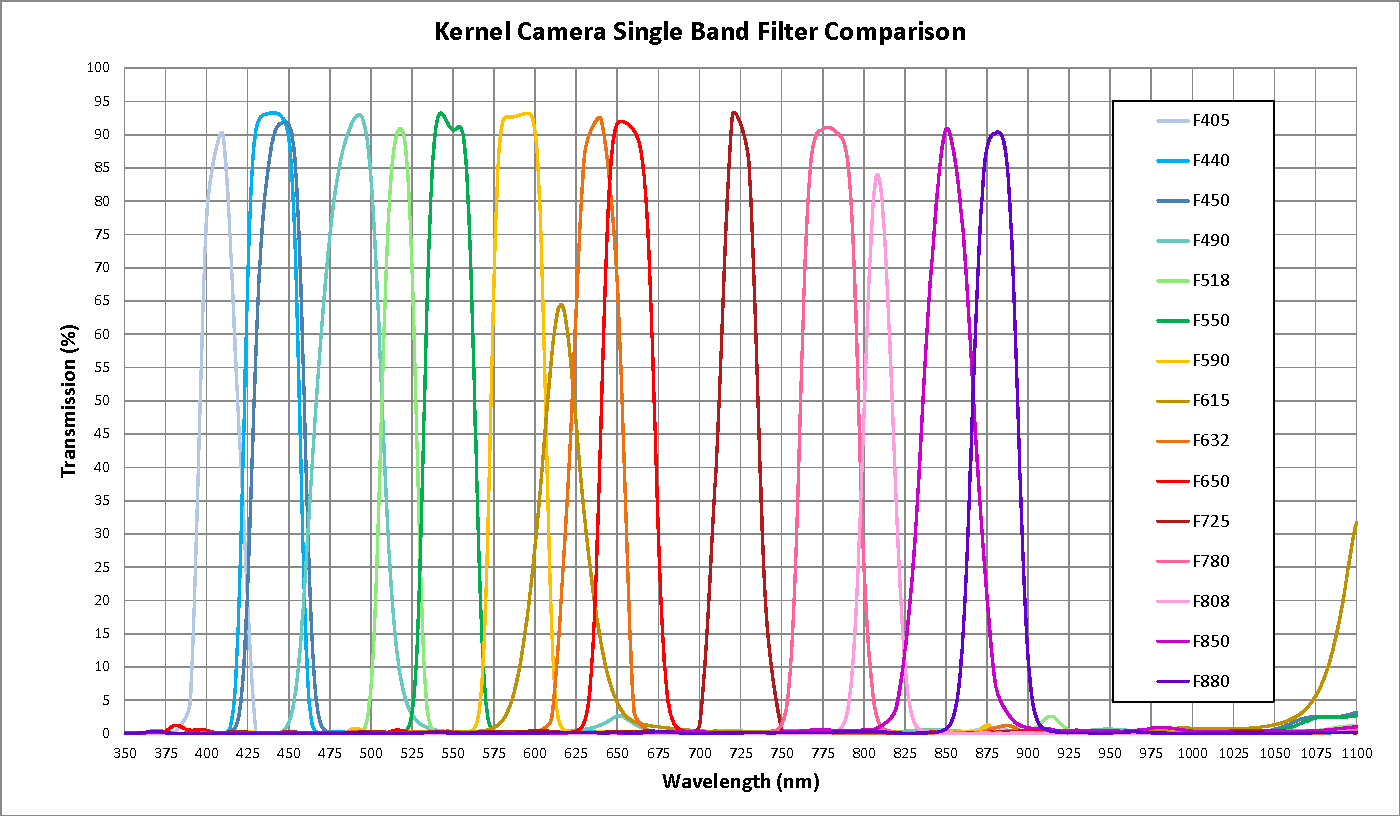 Kernel Camera Single Band Filter Comparison
100
95
90
85
80
75
70
65
60
55
50
45
40
35
30
25
20
15
10
5
0
Transmission (%)
350 375 400 425 450 475 500 525 550 575 600 625 650 675 700 725 750 775 800 825 850 875 900 925 950 975 1000 1025 1050 1075 1100
Wavelength (nm)
F405
F440
F450
F490
F518
F550
F590
F615
F632
F650
F725
F780
F808
F850
F880